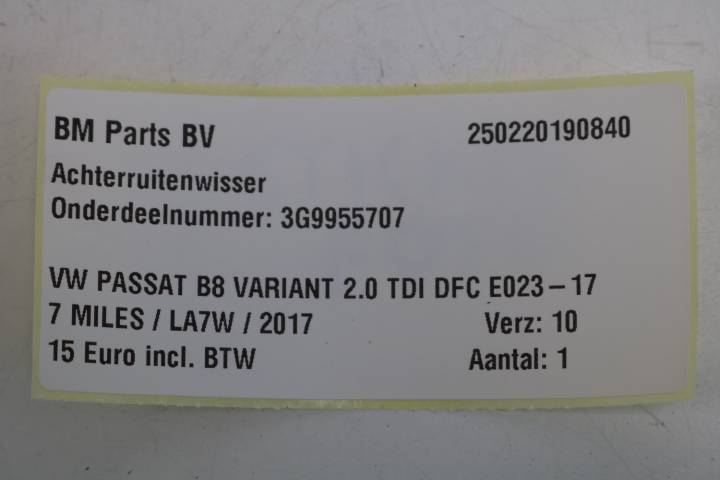 BM Parts BV 250220190840
Achterruitenwisser
Onderdeelnummer: 3G9955707
VW PASSAT B8 VARIANT 2.0 TDI DFC E023-17
7 MILES / LA7W / 2017 Verz: 10
15 Euro incl. BTW Aantal: 1